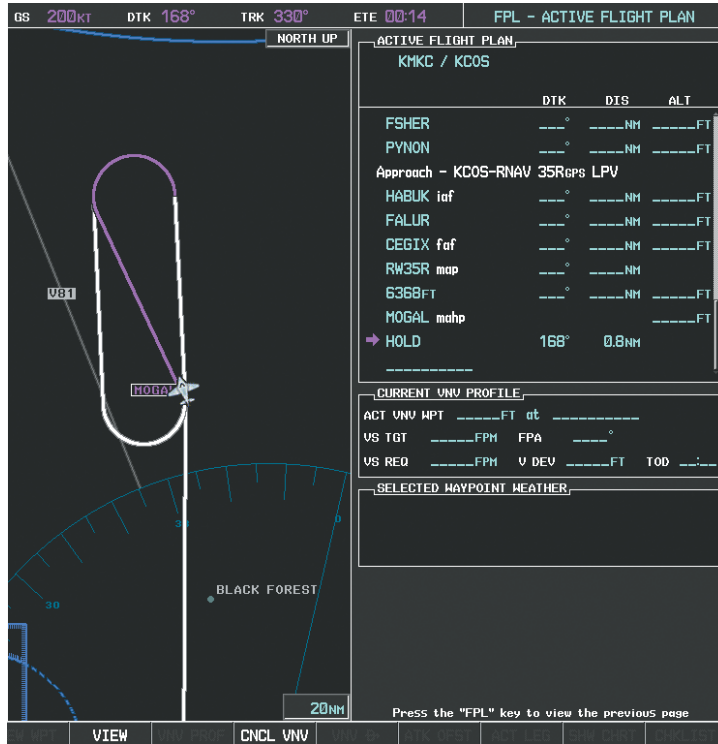 GS 200KT DTK 168° TRK 330° ETE 00:14 FPL – ACTIVE FLIGHT PLAN
NORTH UP
V81
MOGAL
30
30
0
BLACK FOREST
20NM
ACTIVE FLIGHT PLAN
KMKC / KCOS
DTK DIS ALT
FSHER ___° ____NM _____FT
PYNON ___° ____NM _____FT
Approach – KCOS-RNAV 35RGPS LPV
HABUK iaf ___° ____NM _____FT
FALUR ___° ____NM _____FT
CEGIX faf ___° ____NM _____FT
RW35R map ___° ____NM
6368FT ___° ____NM _____FT
MOGAL mahp _____FT
HOLD 168° 0.8NM
__________
CURRENT VNV PROFILE
ACT VNV WPT _____FT at __________
VS TGT _____FPM FPA ____°
VS REQ _____FPM V DEV _____FT TOD __:__
SELECTED WAYPOINT WEATHER
Press the "FPL" key to view the previous page
VIEW VNV PROF CNCL VNV VNV D→ ATK OFST ACT LEG SHW CHRT CHKLIST